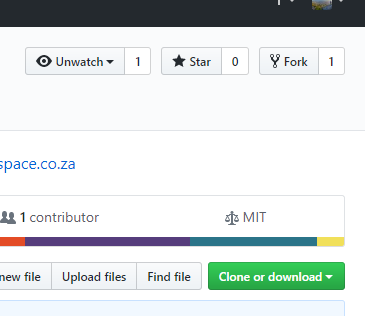 Unwatch 1 Star 0 Fork 1
space.co.za
1 contributor MIT
new file Upload files Find file Clone or download